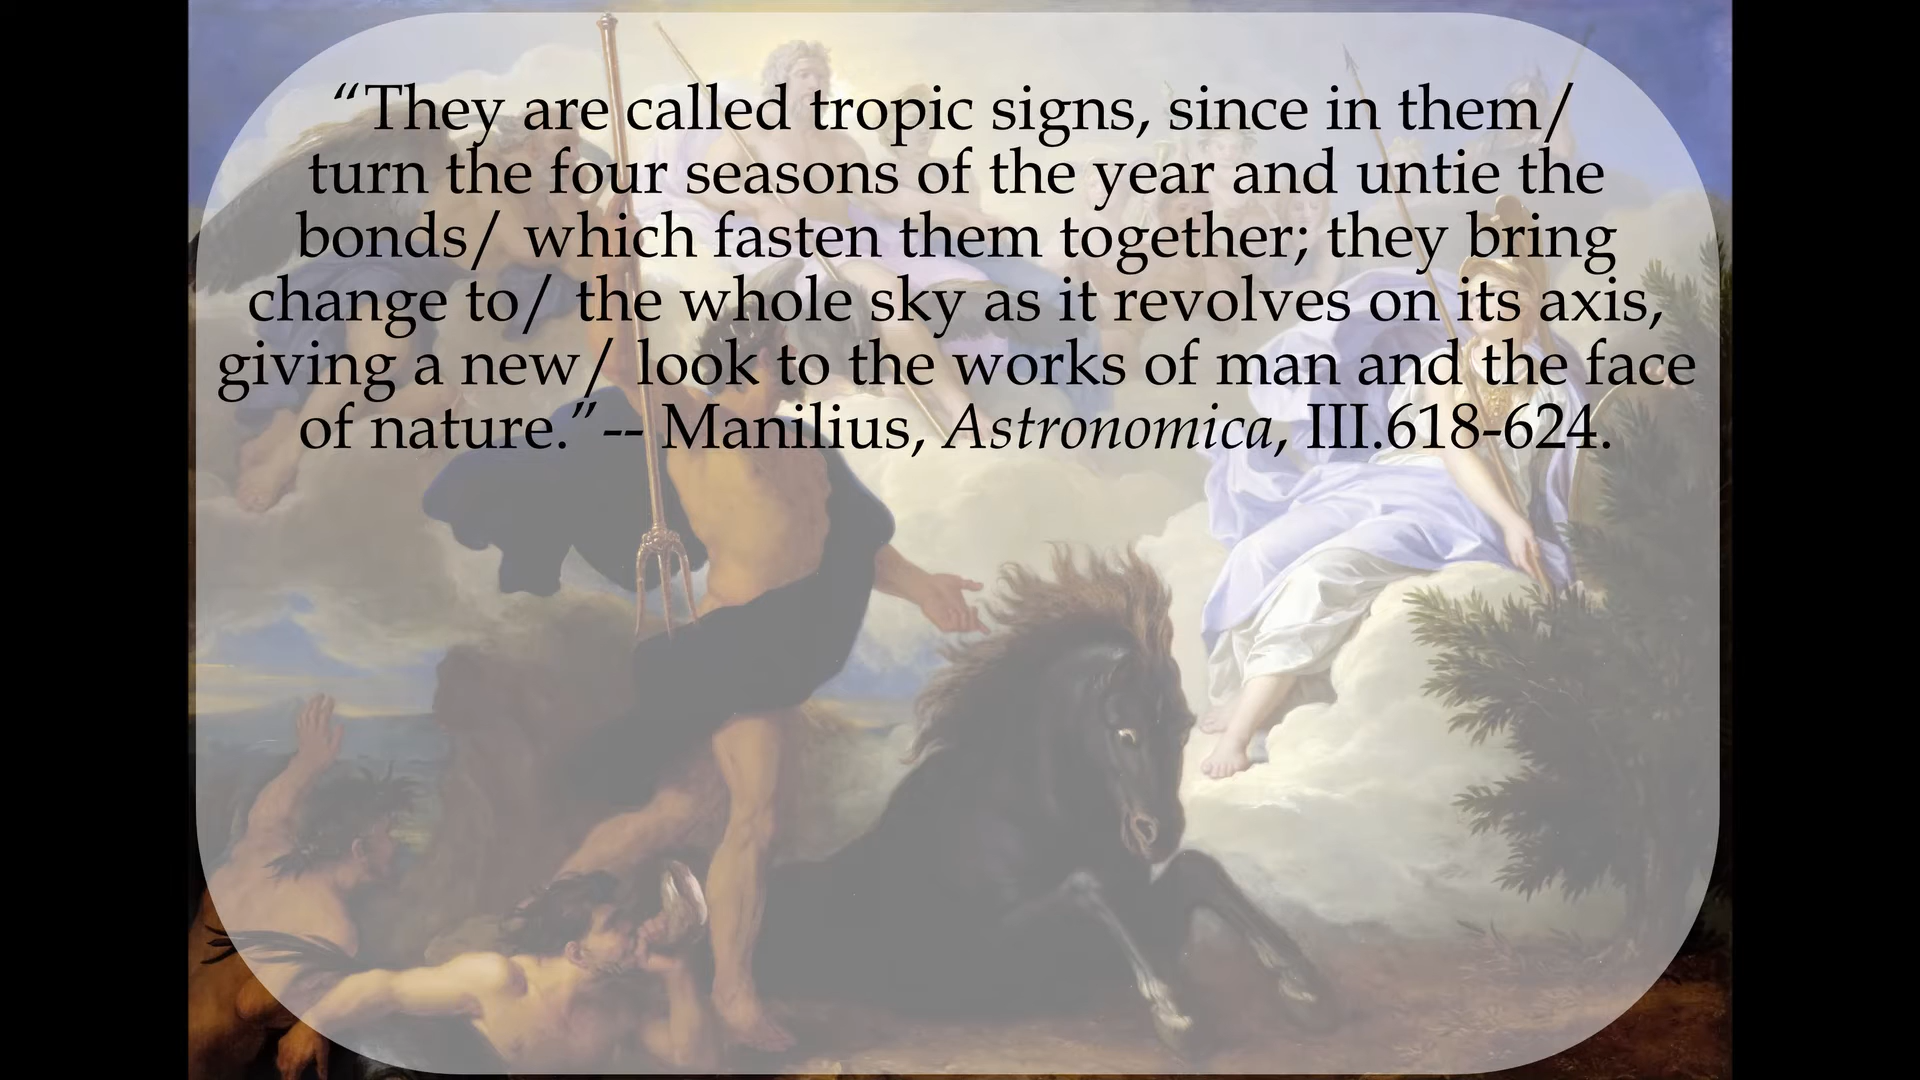 “They are called tropic signs, since in them/
turn the four seasons of the year and untie the
bonds/ which fasten them together; they bring
change to/ the whole sky as it revolves on its axis,
giving a new/ look to the works of man and the face
of nature.”-- Manilius, Astronomica, III.618-624.